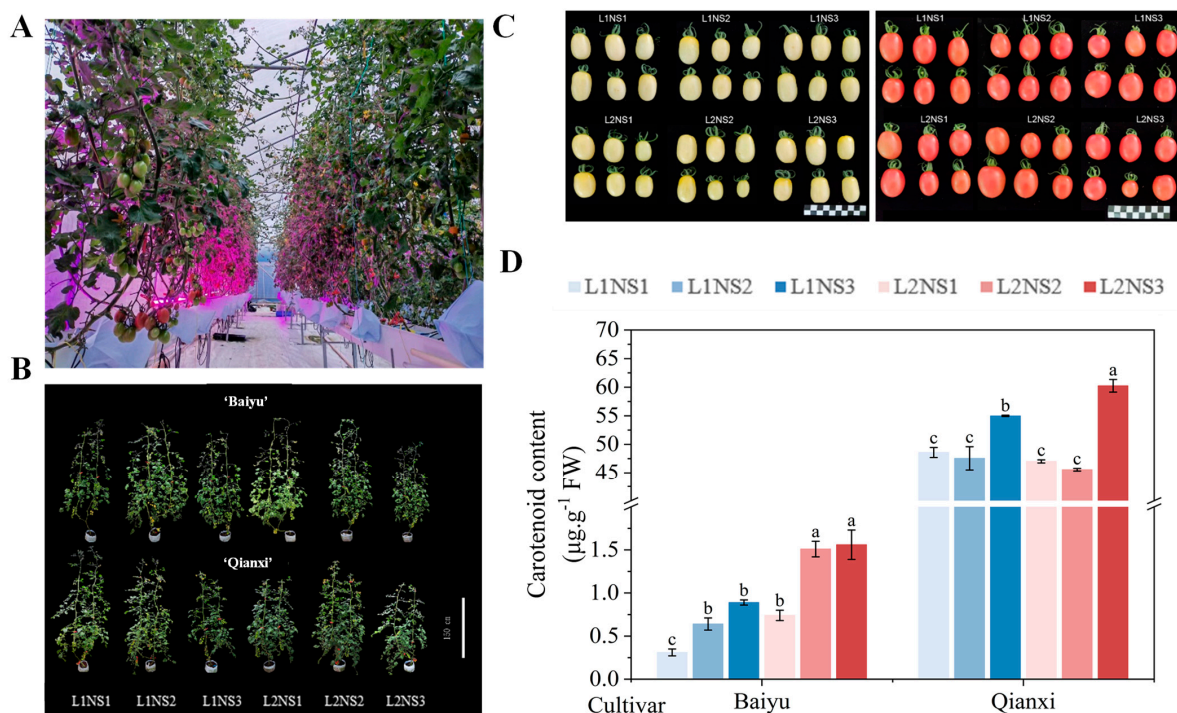 A
B
'Baiyu'
'Qianxi'
150 cm
L1NS1 L1NS2 L1NS3 L2NS1 L2NS2 L2NS3
C
L1NS1 L1NS2 L1NS3
L2NS1 L2NS2 L2NS3
L1NS1 L1NS2 L1NS3
L2NS1 L2NS2 L2NS3
D
L1NS1 L1NS2 L1NS3 L2NS1 L2NS2 L2NS3
Carotenoid content
(µg.g⁻¹ FW)
70
65
60
55
50
45
1.5
1.0
0.5
0.0
c b b b a a
c c b c c a
Cultivar Baiyu Qianxi